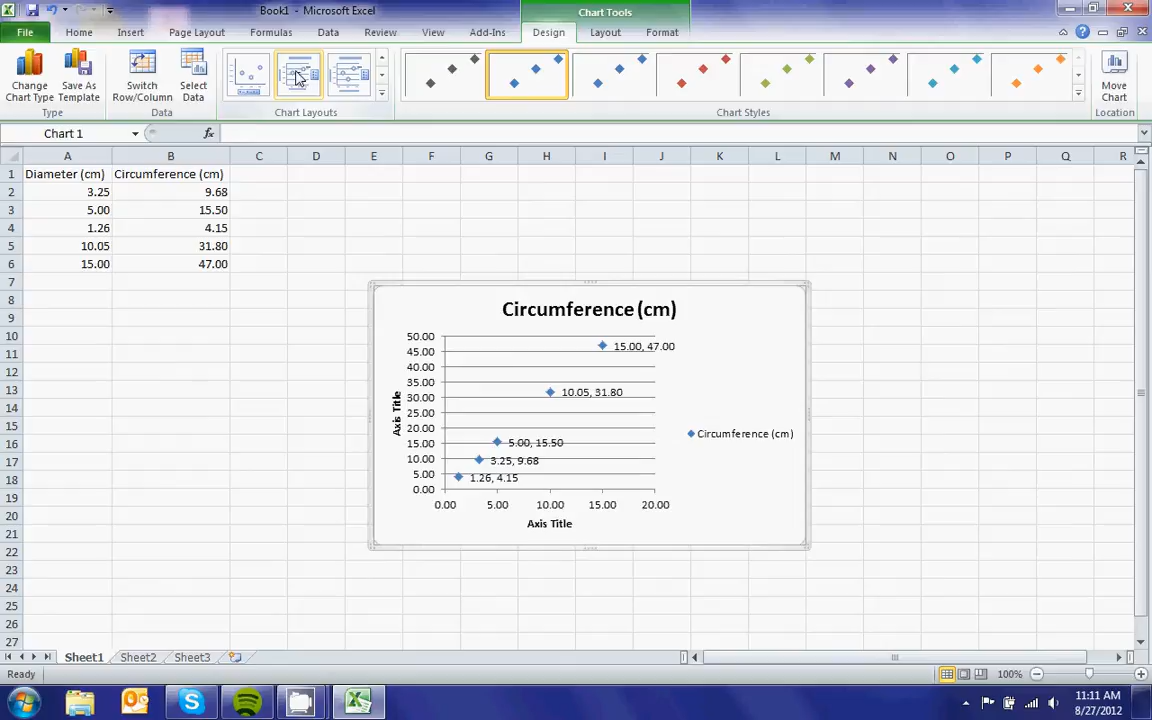 Book1 - Microsoft Excel
Chart Tools
File Home Insert Page Layout Formulas Data Review View Add-Ins Design Layout Format
Change Chart Type
Save As Template
Switch Row/Column
Select Data
Move Chart
Type Data Chart Layouts Chart Styles Location
Chart 1 fx
A B C D E F G H I J K L M N O P Q R
1 Diameter (cm) Circumference (cm)
2 3.25 9.68
3 5.00 15.50
4 1.26 4.15
5 10.05 31.80
6 15.00 47.00
7
8
9
10
11
12
13
14
15
16
17
18
19
20
21
22
23
24
25
26
27
Circumference (cm)
50.00
45.00
40.00
35.00
30.00
25.00
20.00
15.00
10.00
5.00
0.00
Axis Title
15.00, 47.00
10.05, 31.80
5.00, 15.50
3.25, 9.68
1.26, 4.15
Circumference (cm)
0.00 5.00 10.00 15.00 20.00
Axis Title
Sheet1 Sheet2 Sheet3
Ready 100%
11:11 AM
8/27/2012